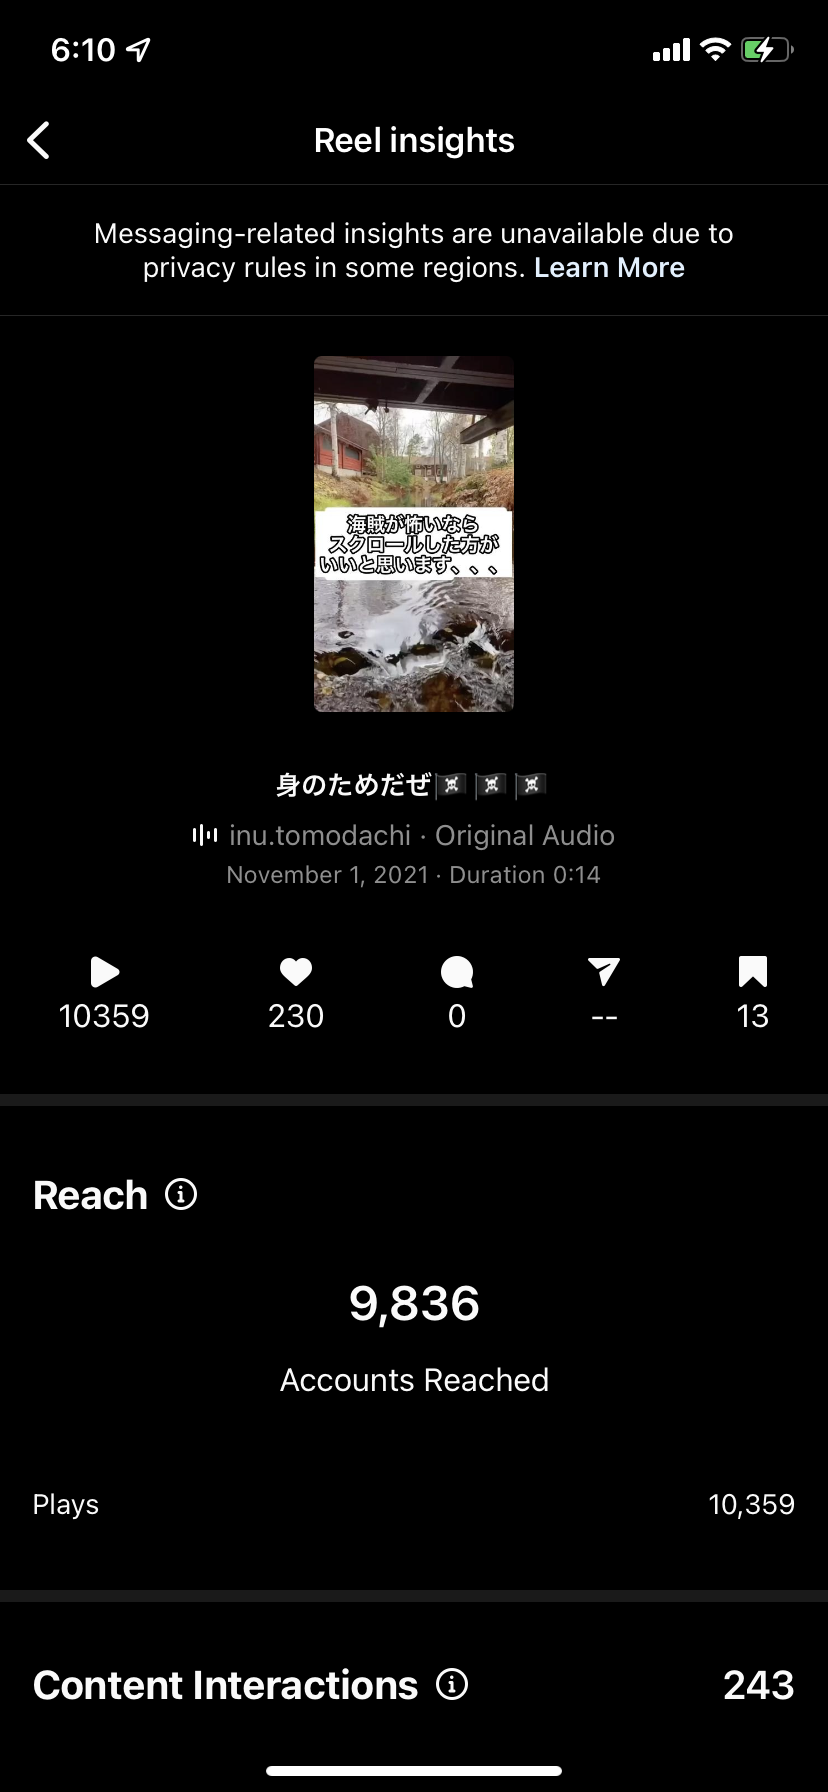 6:10
Reel insights
Messaging-related insights are unavailable due to
privacy rules in some regions. Learn More
海賊が怖いなら
スクロールした方が
いいと思います、、、
身のためだぜ🏴‍☠️🏴‍☠️🏴‍☠️
inu.tomodachi · Original Audio
November 1, 2021 · Duration 0:14
10359 230 0 -- 13
Reach
9,836
Accounts Reached
Plays 10,359
Content Interactions 243